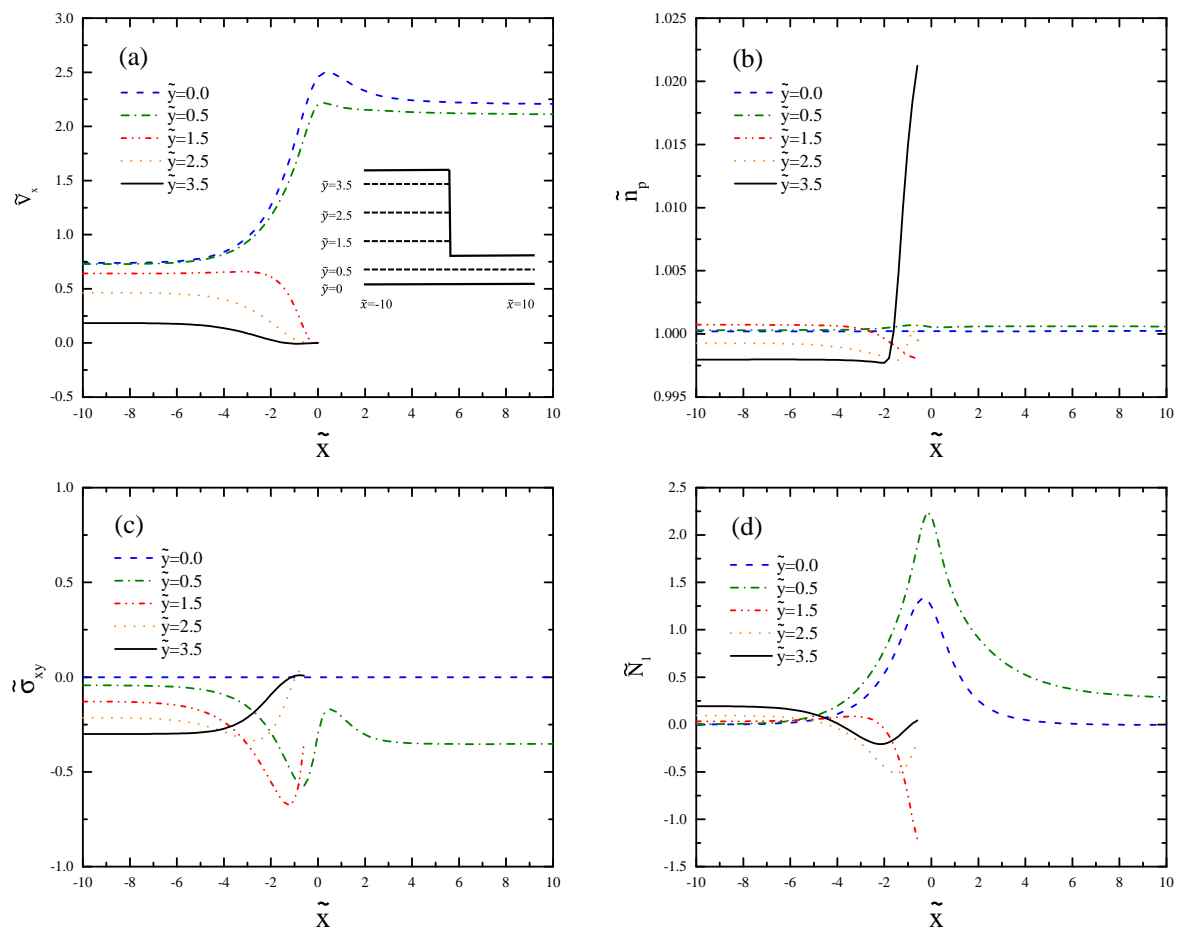 (a)
3.0
2.5
2.0
1.5
1.0
0.5
0.0
-0.5
ṽₓ
ỹ=0.0
ỹ=0.5
ỹ=1.5
ỹ=2.5
ỹ=3.5
ỹ=3.5
ỹ=2.5
ỹ=1.5
ỹ=0.5
ỹ=0
x̃=-10 x̃=10
-10 -8 -6 -4 -2 0 2 4 6 8 10
x̃
(b)
1.025
1.020
1.015
1.010
1.005
1.000
0.995
ñ_p
ỹ=0.0
ỹ=0.5
ỹ=1.5
ỹ=2.5
ỹ=3.5
-10 -8 -6 -4 -2 0 2 4 6 8 10
x̃
(c)
1.0
0.5
0.0
-0.5
-1.0
σ̃_xy
ỹ=0.0
ỹ=0.5
ỹ=1.5
ỹ=2.5
ỹ=3.5
-10 -8 -6 -4 -2 0 2 4 6 8 10
x̃
(d)
2.5
2.0
1.5
1.0
0.5
0.0
-0.5
-1.0
-1.5
Ñ₁
ỹ=0.0
ỹ=0.5
ỹ=1.5
ỹ=2.5
ỹ=3.5
-10 -8 -6 -4 -2 0 2 4 6 8 10
x̃